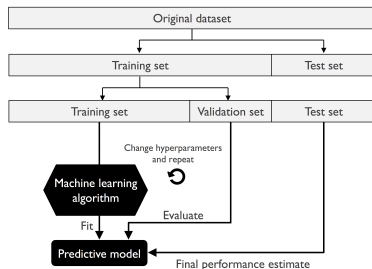 Original dataset
Training set
Test set
Training set
Validation set
Test set
Change hyperparameters
and repeat
Machine learning
algorithm
Fit
Evaluate
Predictive model
Final performance estimate